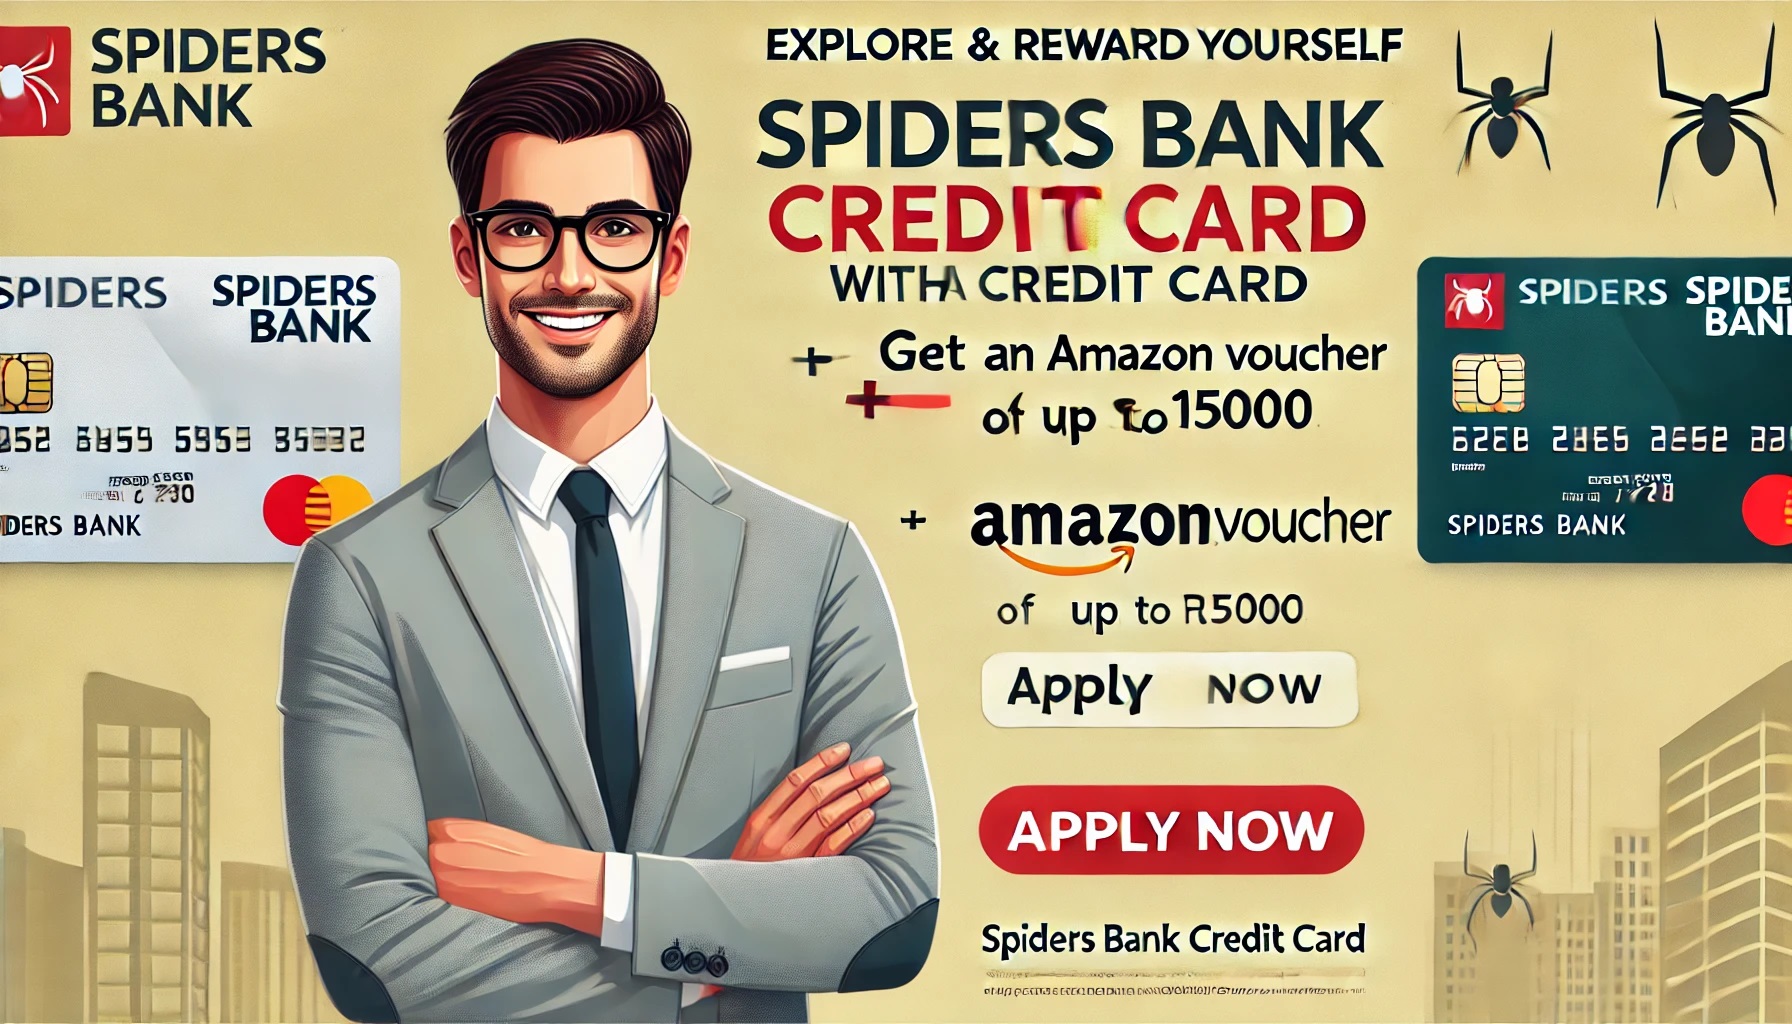 SPIDERS
BANK
EXPLORE & REWARD YOURSELF
SPIDERS BANK
CREDIT CARD
WITH A CREDIT CARD
+ Get an Amazon voucher
+ of up to 15000
+ amazon voucher
of up to R5000
Apply NOW
APPLY NOW
Spiders Bank Credit Card
SPIDERS
SPIDERS
BANK
5953
DERS BANK
SPIDERS
SPIDE
BAN
SPIDERS BANK